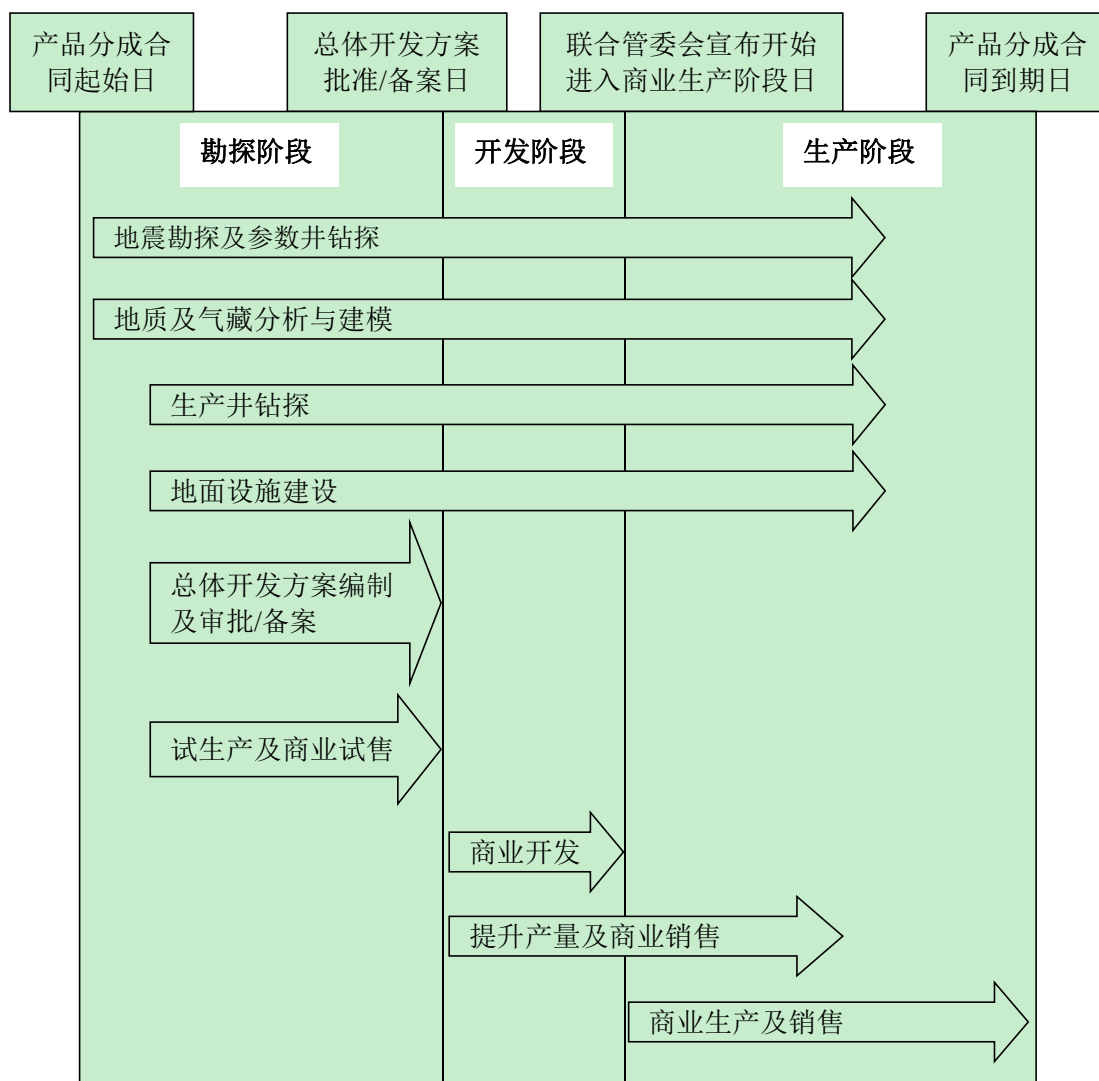 产品分成合
同起始日
总体开发方案
批准/备案日
联合管委会宣布开始
进入商业生产阶段日
产品分成合
同到期日
勘探阶段
开发阶段
生产阶段
地震勘探及参数井钻探
地质及气藏分析与建模
生产井钻探
地面设施建设
总体开发方案编制
及审批/备案
试生产及商业试售
商业开发
提升产量及商业销售
商业生产及销售